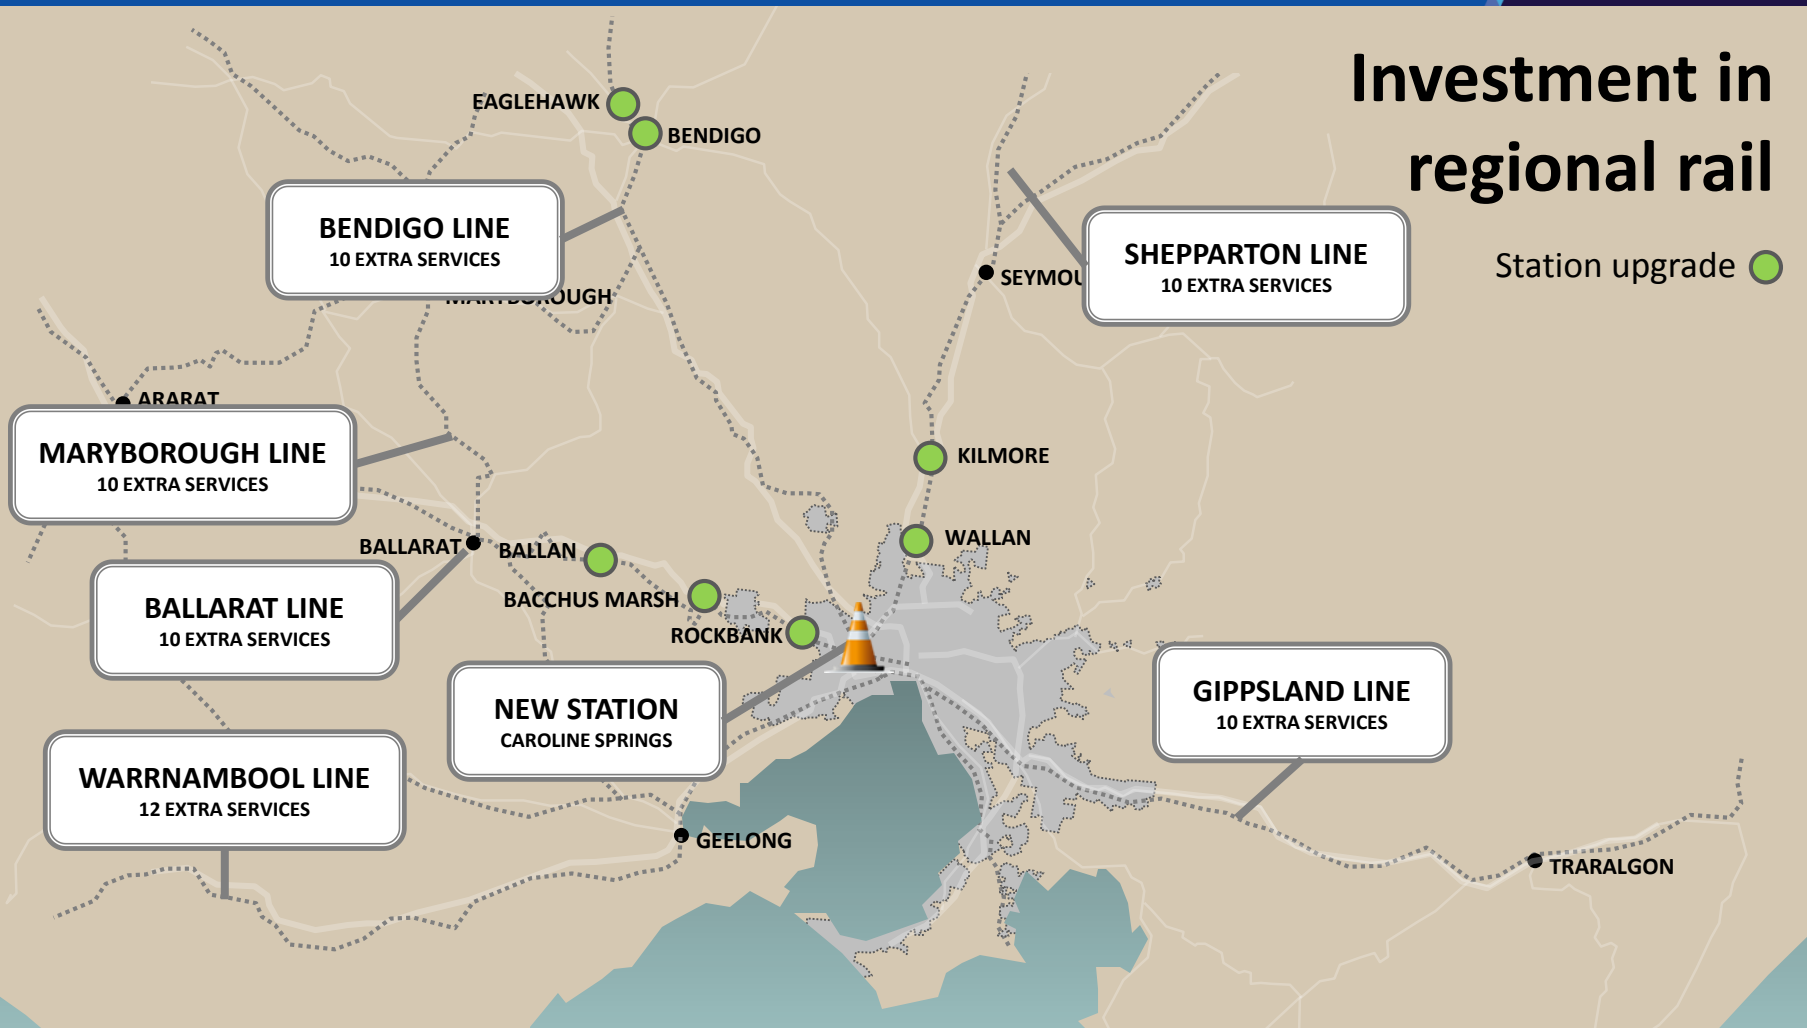 Investment in
regional rail
Station upgrade
EAGLEHAWK
BENDIGO
BENDIGO LINE
10 EXTRA SERVICES
SHEPPARTON LINE
10 EXTRA SERVICES
SEYMOU
MARYBOROUGH
ARARAT
MARYBOROUGH LINE
10 EXTRA SERVICES
KILMORE
WALLAN
BALLARAT
BALLAN
BACCHUS MARSH
ROCKBANK
BALLARAT LINE
10 EXTRA SERVICES
NEW STATION
CAROLINE SPRINGS
GIPPSLAND LINE
10 EXTRA SERVICES
WARRNAMBOOL LINE
12 EXTRA SERVICES
GEELONG
TRARALGON